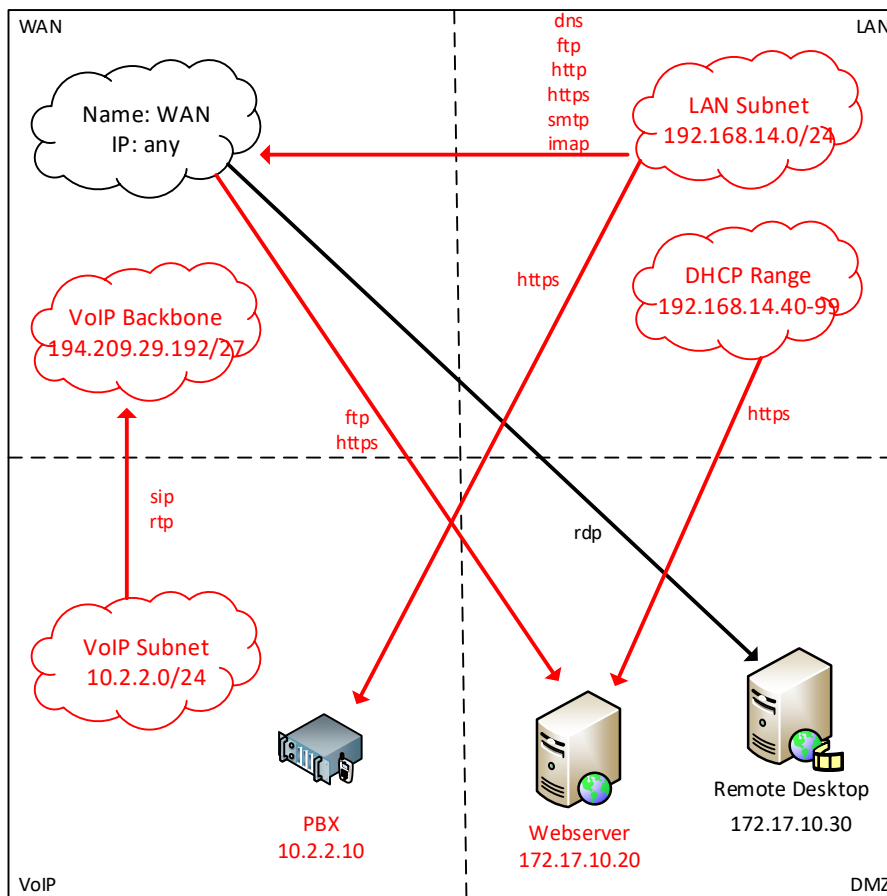 WAN
LAN
dns
ftp
http
https
smtp
imap
Name: WAN
IP: any
LAN Subnet
192.168.14.0/24
https
DHCP Range
192.168.14.40-99
VoIP Backbone
194.209.29.192/27
ftp
https
https
sip
rtp
rdp
VoIP Subnet
10.2.2.0/24
PBX
10.2.2.10
Webserver
172.17.10.20
Remote Desktop
172.17.10.30
VoIP
DMZ